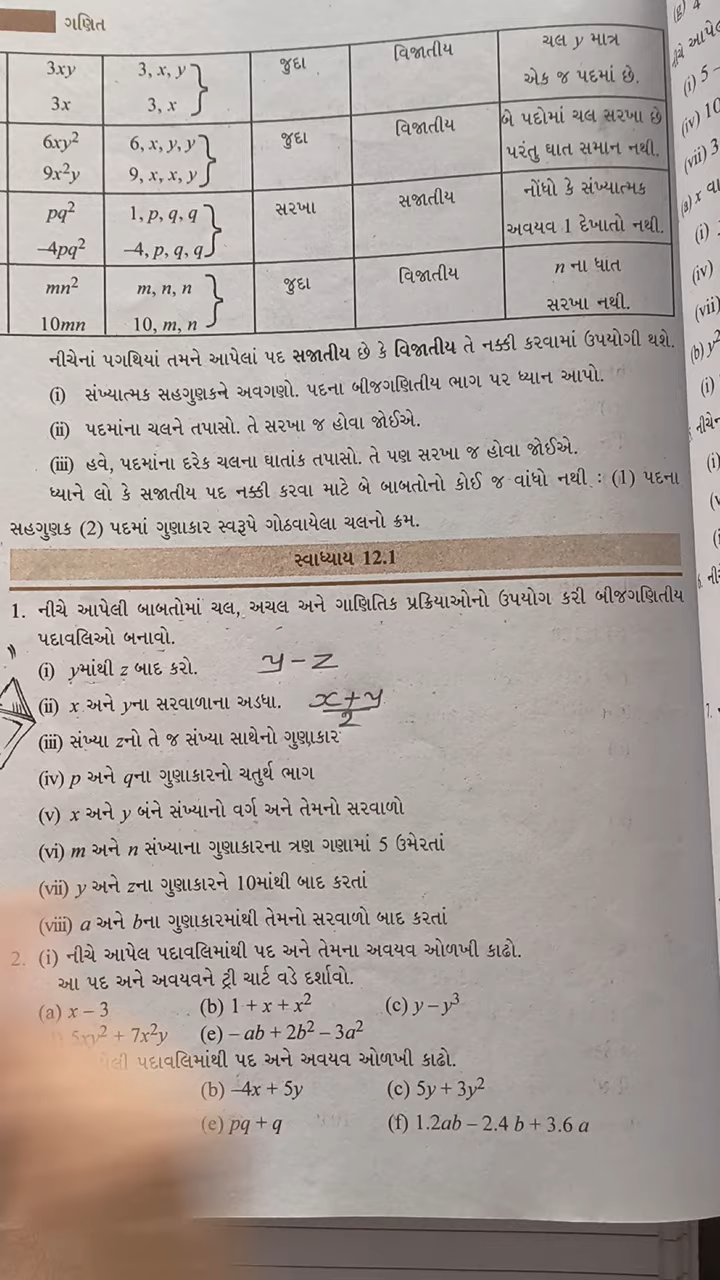 ગણિત
3xy 3, x, y જુદા વિજાતીય ચલ y માત્ર
3x 3, x એક જ પદમાં છે.
6xy² 6, x, y, y જુદા વિજાતીય બે પદોમાં ચલ સરખા છે
9x²y 9, x, x, y પરંતુ ઘાત સમાન નથી.
pq² 1, p, q, q સરખા સજાતીય નોંધો કે સંખ્યાત્મક
–4pq² –4, p, q, q અવયવ 1 દેખાતો નથી.
mn² m, n, n જુદા વિજાતીય n ના ઘાત
10mn 10, m, n સરખા નથી.
નીચેનાં પગથિયાં તમને આપેલાં પદ સજાતીય છે કે વિજાતીય તે નક્કી કરવામાં ઉપયોગી થશે.
(i) સંખ્યાત્મક સહગુણકને અવગણો. પદના બીજગણિતીય ભાગ પર ધ્યાન આપો.
(ii) પદમાંના ચલને તપાસો. તે સરખા જ હોવા જોઈએ.
(iii) હવે, પદમાંના દરેક ચલના ઘાતાંક તપાસો. તે પણ સરખા જ હોવા જોઈએ.
ધ્યાને લો કે સજાતીય પદ નક્કી કરવા માટે બે બાબતોનો કોઈ જ વાંધો નથી : (1) પદના
સહગુણક (2) પદમાં ગુણાકાર સ્વરૂપે ગોઠવાયેલા ચલનો ક્રમ.
સ્વાધ્યાય 12.1
1. નીચે આપેલી બાબતોમાં ચલ, અચલ અને ગાણિતિક પ્રક્રિયાઓનો ઉપયોગ કરી બીજગણિતીય
પદાવલિઓ બનાવો.
(i) yમાંથી z બાદ કરો. y – z
(ii) x અને yના સરવાળાના અડધા. x + y
2
(iii) સંખ્યા zનો તે જ સંખ્યા સાથેનો ગુણાકાર
(iv) p અને qના ગુણાકારનો ચતુર્થ ભાગ
(v) x અને y બંને સંખ્યાનો વર્ગ અને તેમનો સરવાળો
(vi) m અને n સંખ્યાના ગુણાકારના ત્રણ ગણામાં 5 ઉમેરતાં
(vii) y અને zના ગુણાકારને 10માંથી બાદ કરતાં
(viii) a અને bના ગુણાકારમાંથી તેમનો સરવાળો બાદ કરતાં
2. (i) નીચે આપેલ પદાવલિમાંથી પદ અને તેમના અવયવ ઓળખી કાઢો.
આ પદ અને અવયવને ટ્રી ચાર્ટ વડે દર્શાવો.
(a) x – 3 (b) 1 + x + x² (c) y – y³
5xy² + 7x²y (e) – ab + 2b² – 3a²
પદાવલિમાંથી પદ અને અવયવ ઓળખી કાઢો.
(b) –4x + 5y (c) 5y + 3y²
(e) pq + q (f) 1.2ab – 2.4 b + 3.6 a